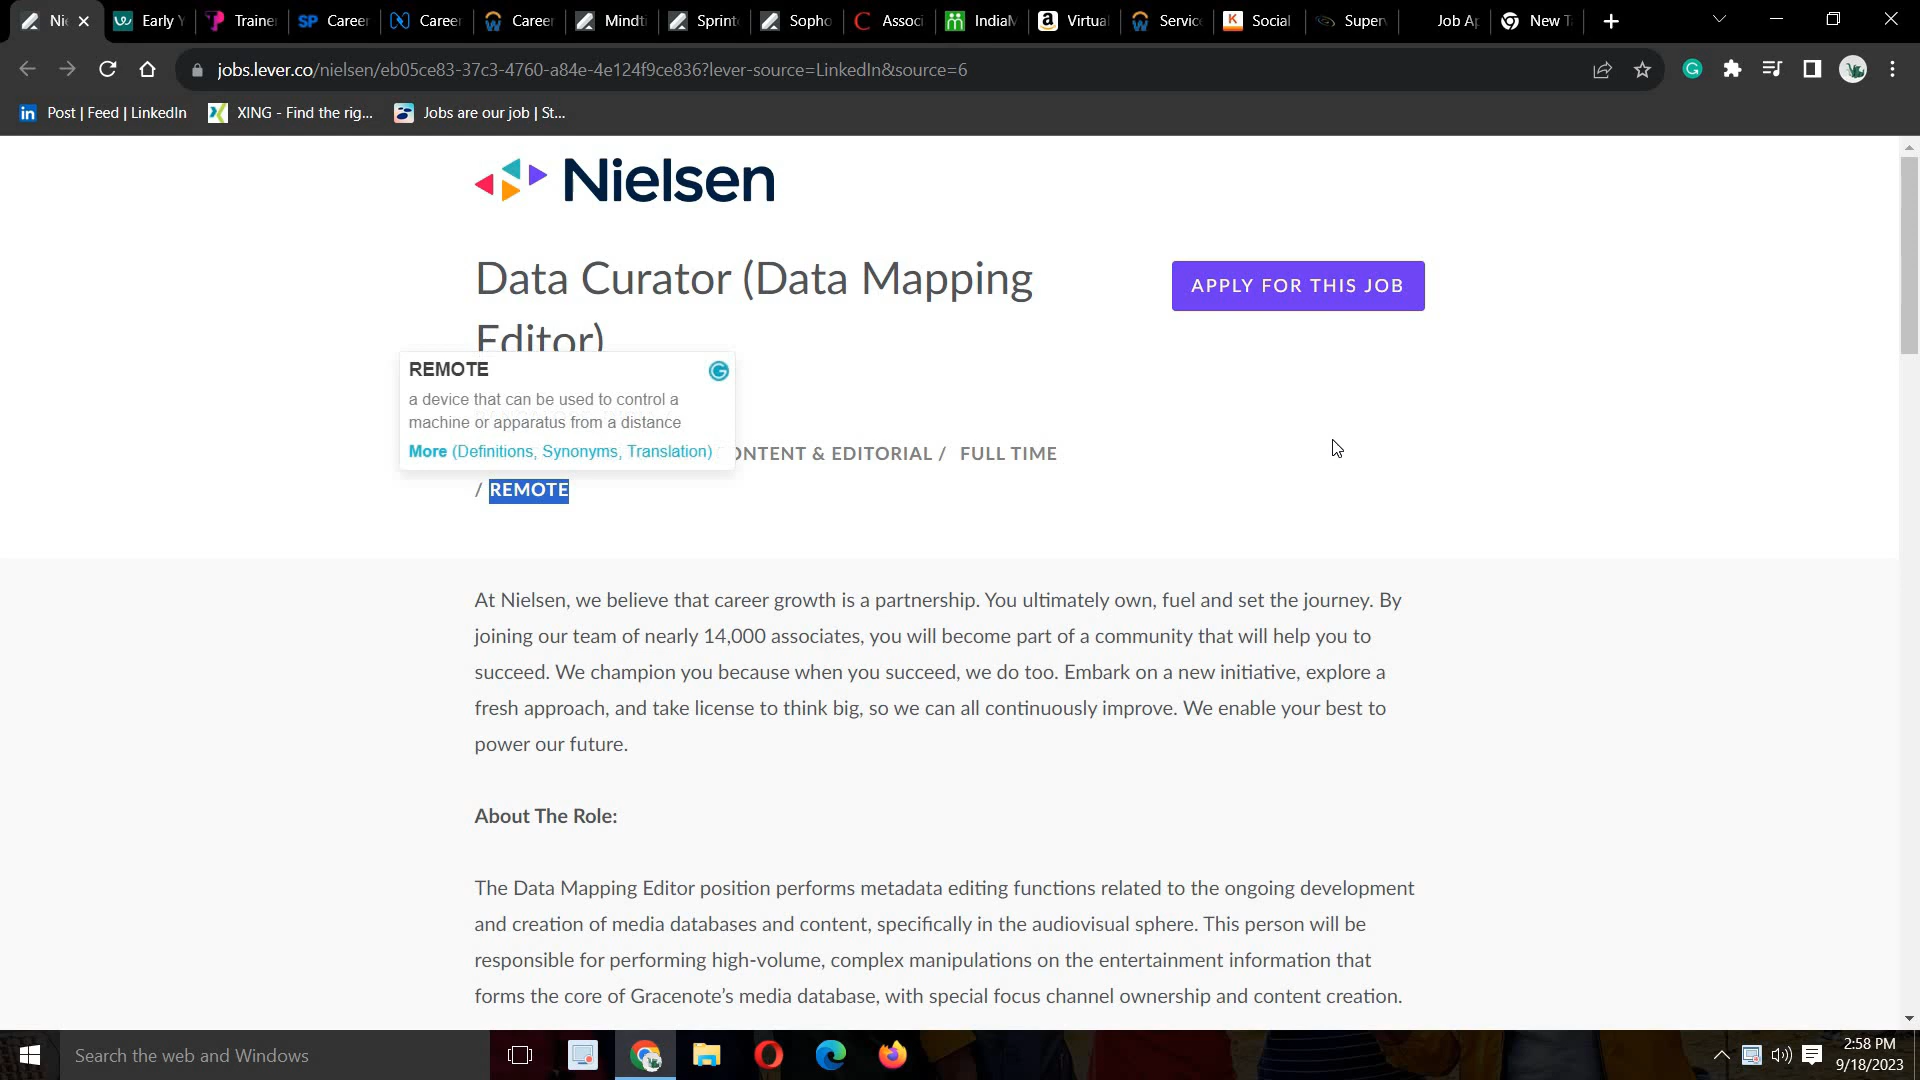 Nie
Early Y
Traine
SP Career
Career
Career
Mindt
Sprint
Sopho
Associ
IndiaM
Virtual
Service
K Social
Super
Job Ap
New T
jobs.lever.co/nielsen/eb05ce83-37c3-4760-a84e-4e124f9ce836?lever-source=LinkedIn&source=6
Post | Feed | LinkedIn
XING - Find the rig...
Jobs are our job | St...
Nielsen
Data Curator (Data Mapping
Editor)
APPLY FOR THIS JOB
REMOTE
a device that can be used to control a
machine or apparatus from a distance
More (Definitions, Synonyms, Translation)
ONTENT & EDITORIAL / FULL TIME
/ REMOTE
At Nielsen, we believe that career growth is a partnership. You ultimately own, fuel and set the journey. By
joining our team of nearly 14,000 associates, you will become part of a community that will help you to
succeed. We champion you because when you succeed, we do too. Embark on a new initiative, explore a
fresh approach, and take license to think big, so we can all continuously improve. We enable your best to
power our future.
About The Role:
The Data Mapping Editor position performs metadata editing functions related to the ongoing development
and creation of media databases and content, specifically in the audiovisual sphere. This person will be
responsible for performing high-volume, complex manipulations on the entertainment information that
forms the core of Gracenote’s media database, with special focus channel ownership and content creation.
Search the web and Windows
2:58 PM
9/18/2023